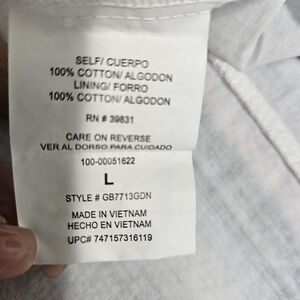 SELF/ CUERPO
100% COTTON/ ALGODON
LINING/ FORRO
100% COTTON/ ALGODON
RN # 39831
CARE ON REVERSE
VER AL DORSO PARA CUIDADO
100-00051622
L
STYLE # GB7713GDN
MADE IN VIETNAM
HECHO EN VIETNAM
UPC# 747157316119